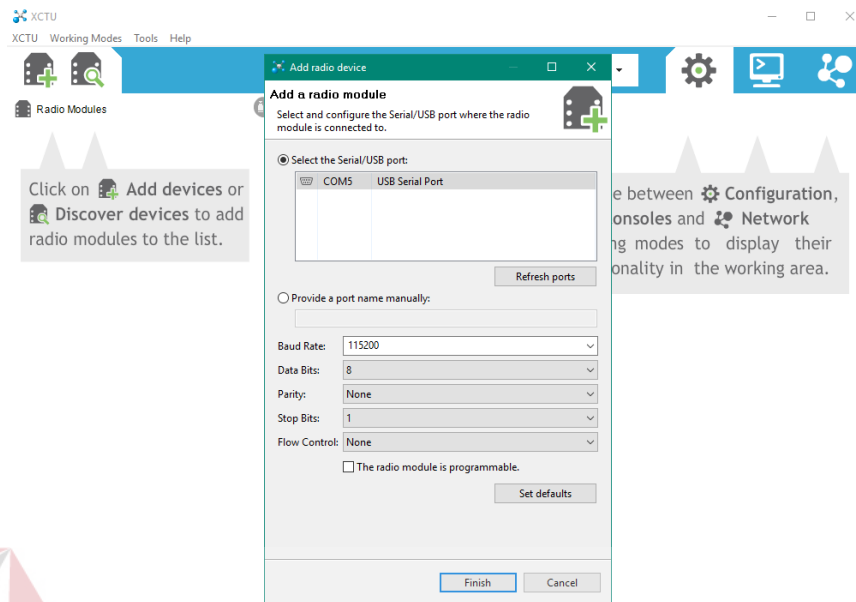 XCTU
XCTU Working Modes Tools Help
Radio Modules
Click on Add devices or
Discover devices to add
radio modules to the list.
Add radio device
Add a radio module
Select and configure the Serial/USB port where the radio
module is connected to.
Select the Serial/USB port:
COM5 USB Serial Port
Refresh ports
Provide a port name manually:
Baud Rate: 115200
Data Bits: 8
Parity: None
Stop Bits: 1
Flow Control: None
The radio module is programmable.
Set defaults
Finish Cancel
between Configuration,
and Network
modes to display their
in the working area.